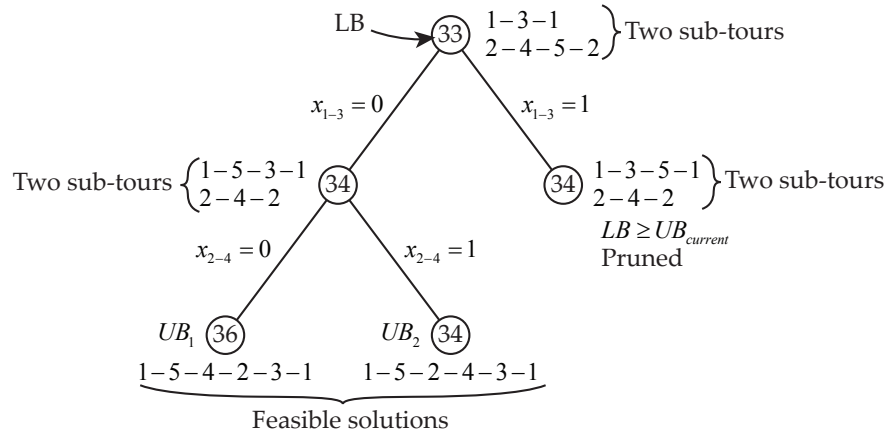 LB
33
1−3−1
2−4−5−2
Two sub-tours
x1−3 = 0
x1−3 = 1
Two sub-tours
1−5−3−1
2−4−2
34
34
1−3−5−1
2−4−2
Two sub-tours
LB ≥ UBcurrent
Pruned
x2−4 = 0
x2−4 = 1
UB1
36
UB2
34
1−5−4−2−3−1
1−5−2−4−3−1
Feasible solutions